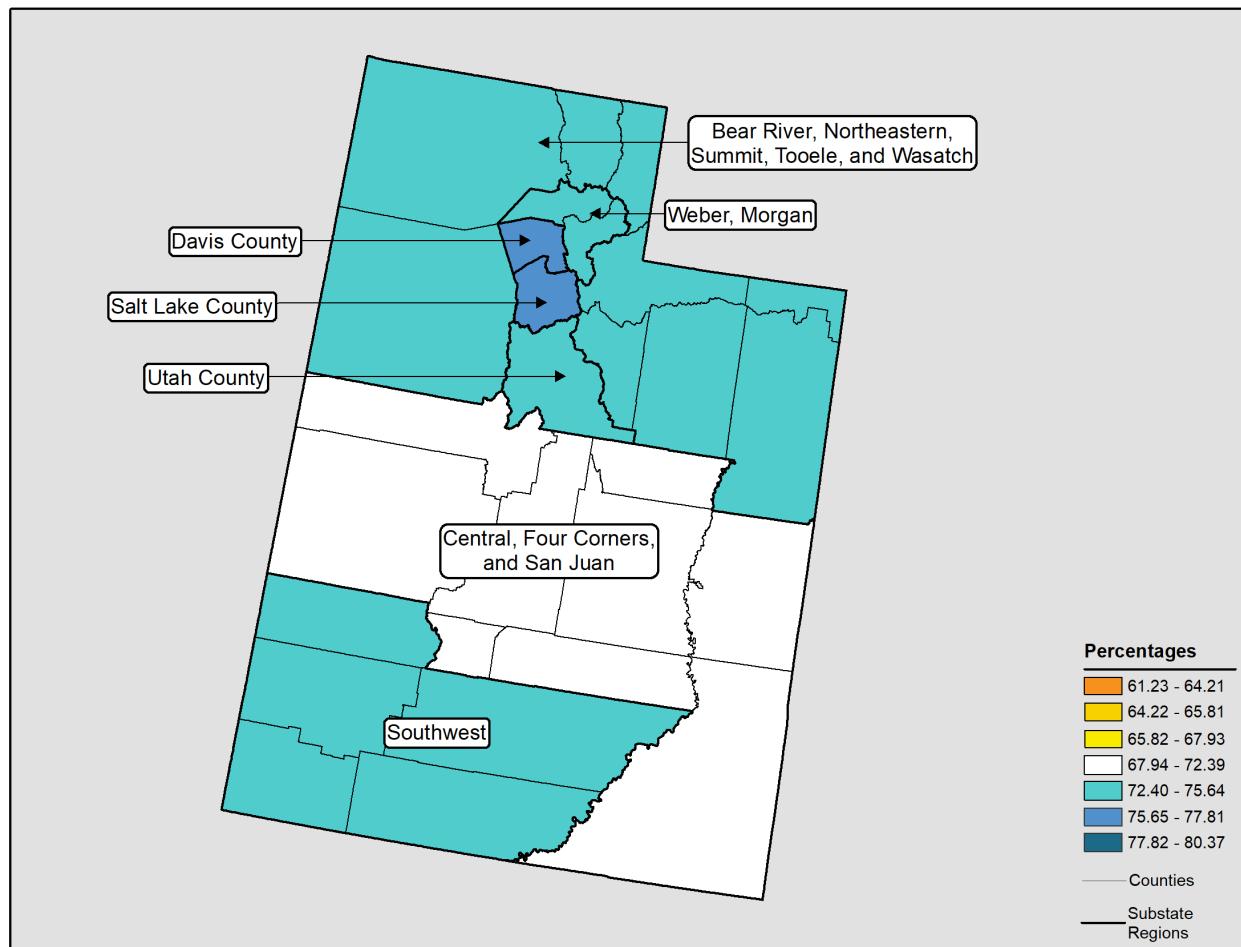 Bear River, Northeastern,
Summit, Tooele, and Wasatch
Weber, Morgan
Davis County
Salt Lake County
Utah County
Central, Four Corners,
and San Juan
Southwest
Percentages
61.23 - 64.21
64.22 - 65.81
65.82 - 67.93
67.94 - 72.39
72.40 - 75.64
75.65 - 77.81
77.82 - 80.37
Counties
Substate
Regions